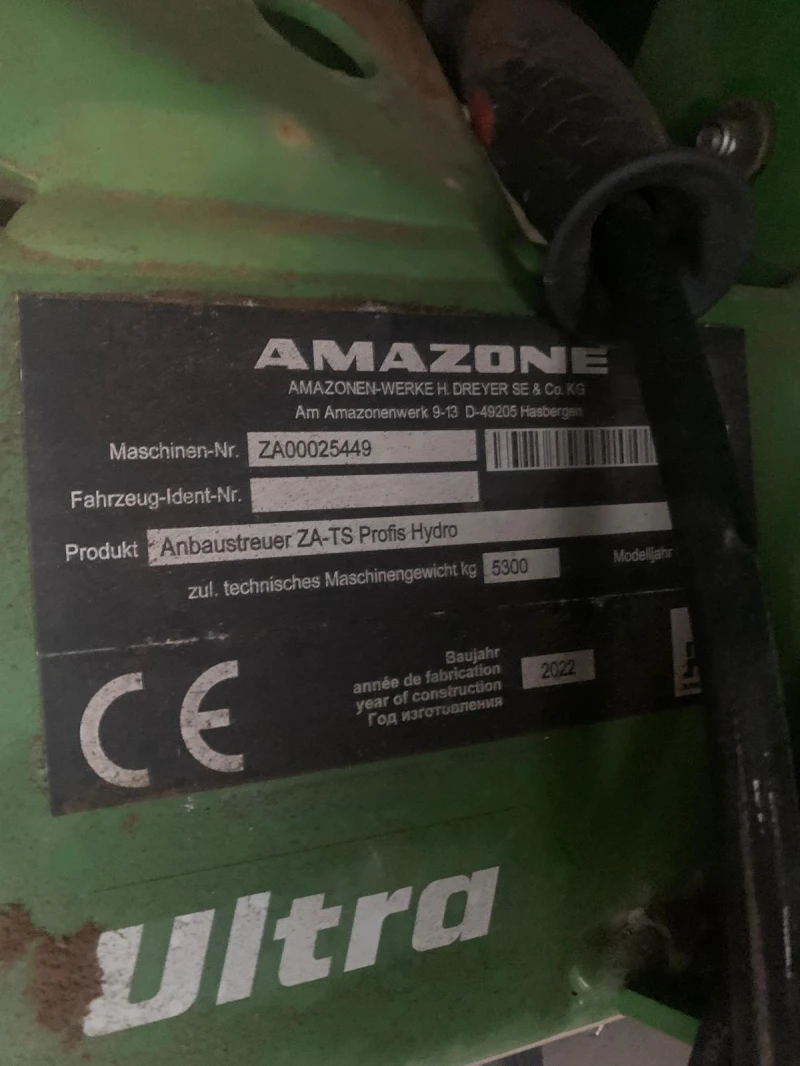 AMAZONE
AMAZONEN-WERKE H. DREYER SE & Co. KG
Am Amazonenwerk 9-13 D-49205 Hasbergen
Maschinen-Nr. ZA00025449
Fahrzeug-Ident-Nr.
Produkt Anbaustreuer ZA-TS Profis Hydro
zul. technisches Maschinengewicht kg 5300 Modelljahr
CE
Baujahr
année de fabrication
year of construction
Год изготовления
2022
Ultra